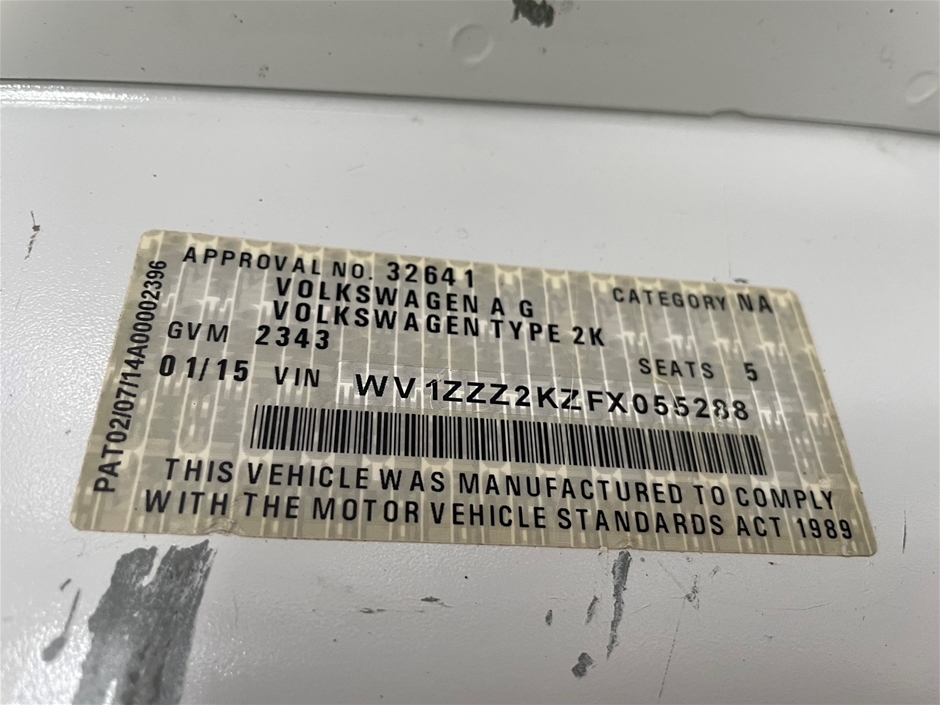 APPROVAL NO. 32641 CATEGORY NA
VOLKSWAGEN A G
VOLKSWAGEN TYPE 2K
GVM 2343 SEATS 5
01/15 VIN WV1ZZZ2KZFX055288
THIS VEHICLE WAS MANUFACTURED TO COMPLY
WITH THE MOTOR VEHICLE STANDARDS ACT 1989
PAT02/07/14A00002396